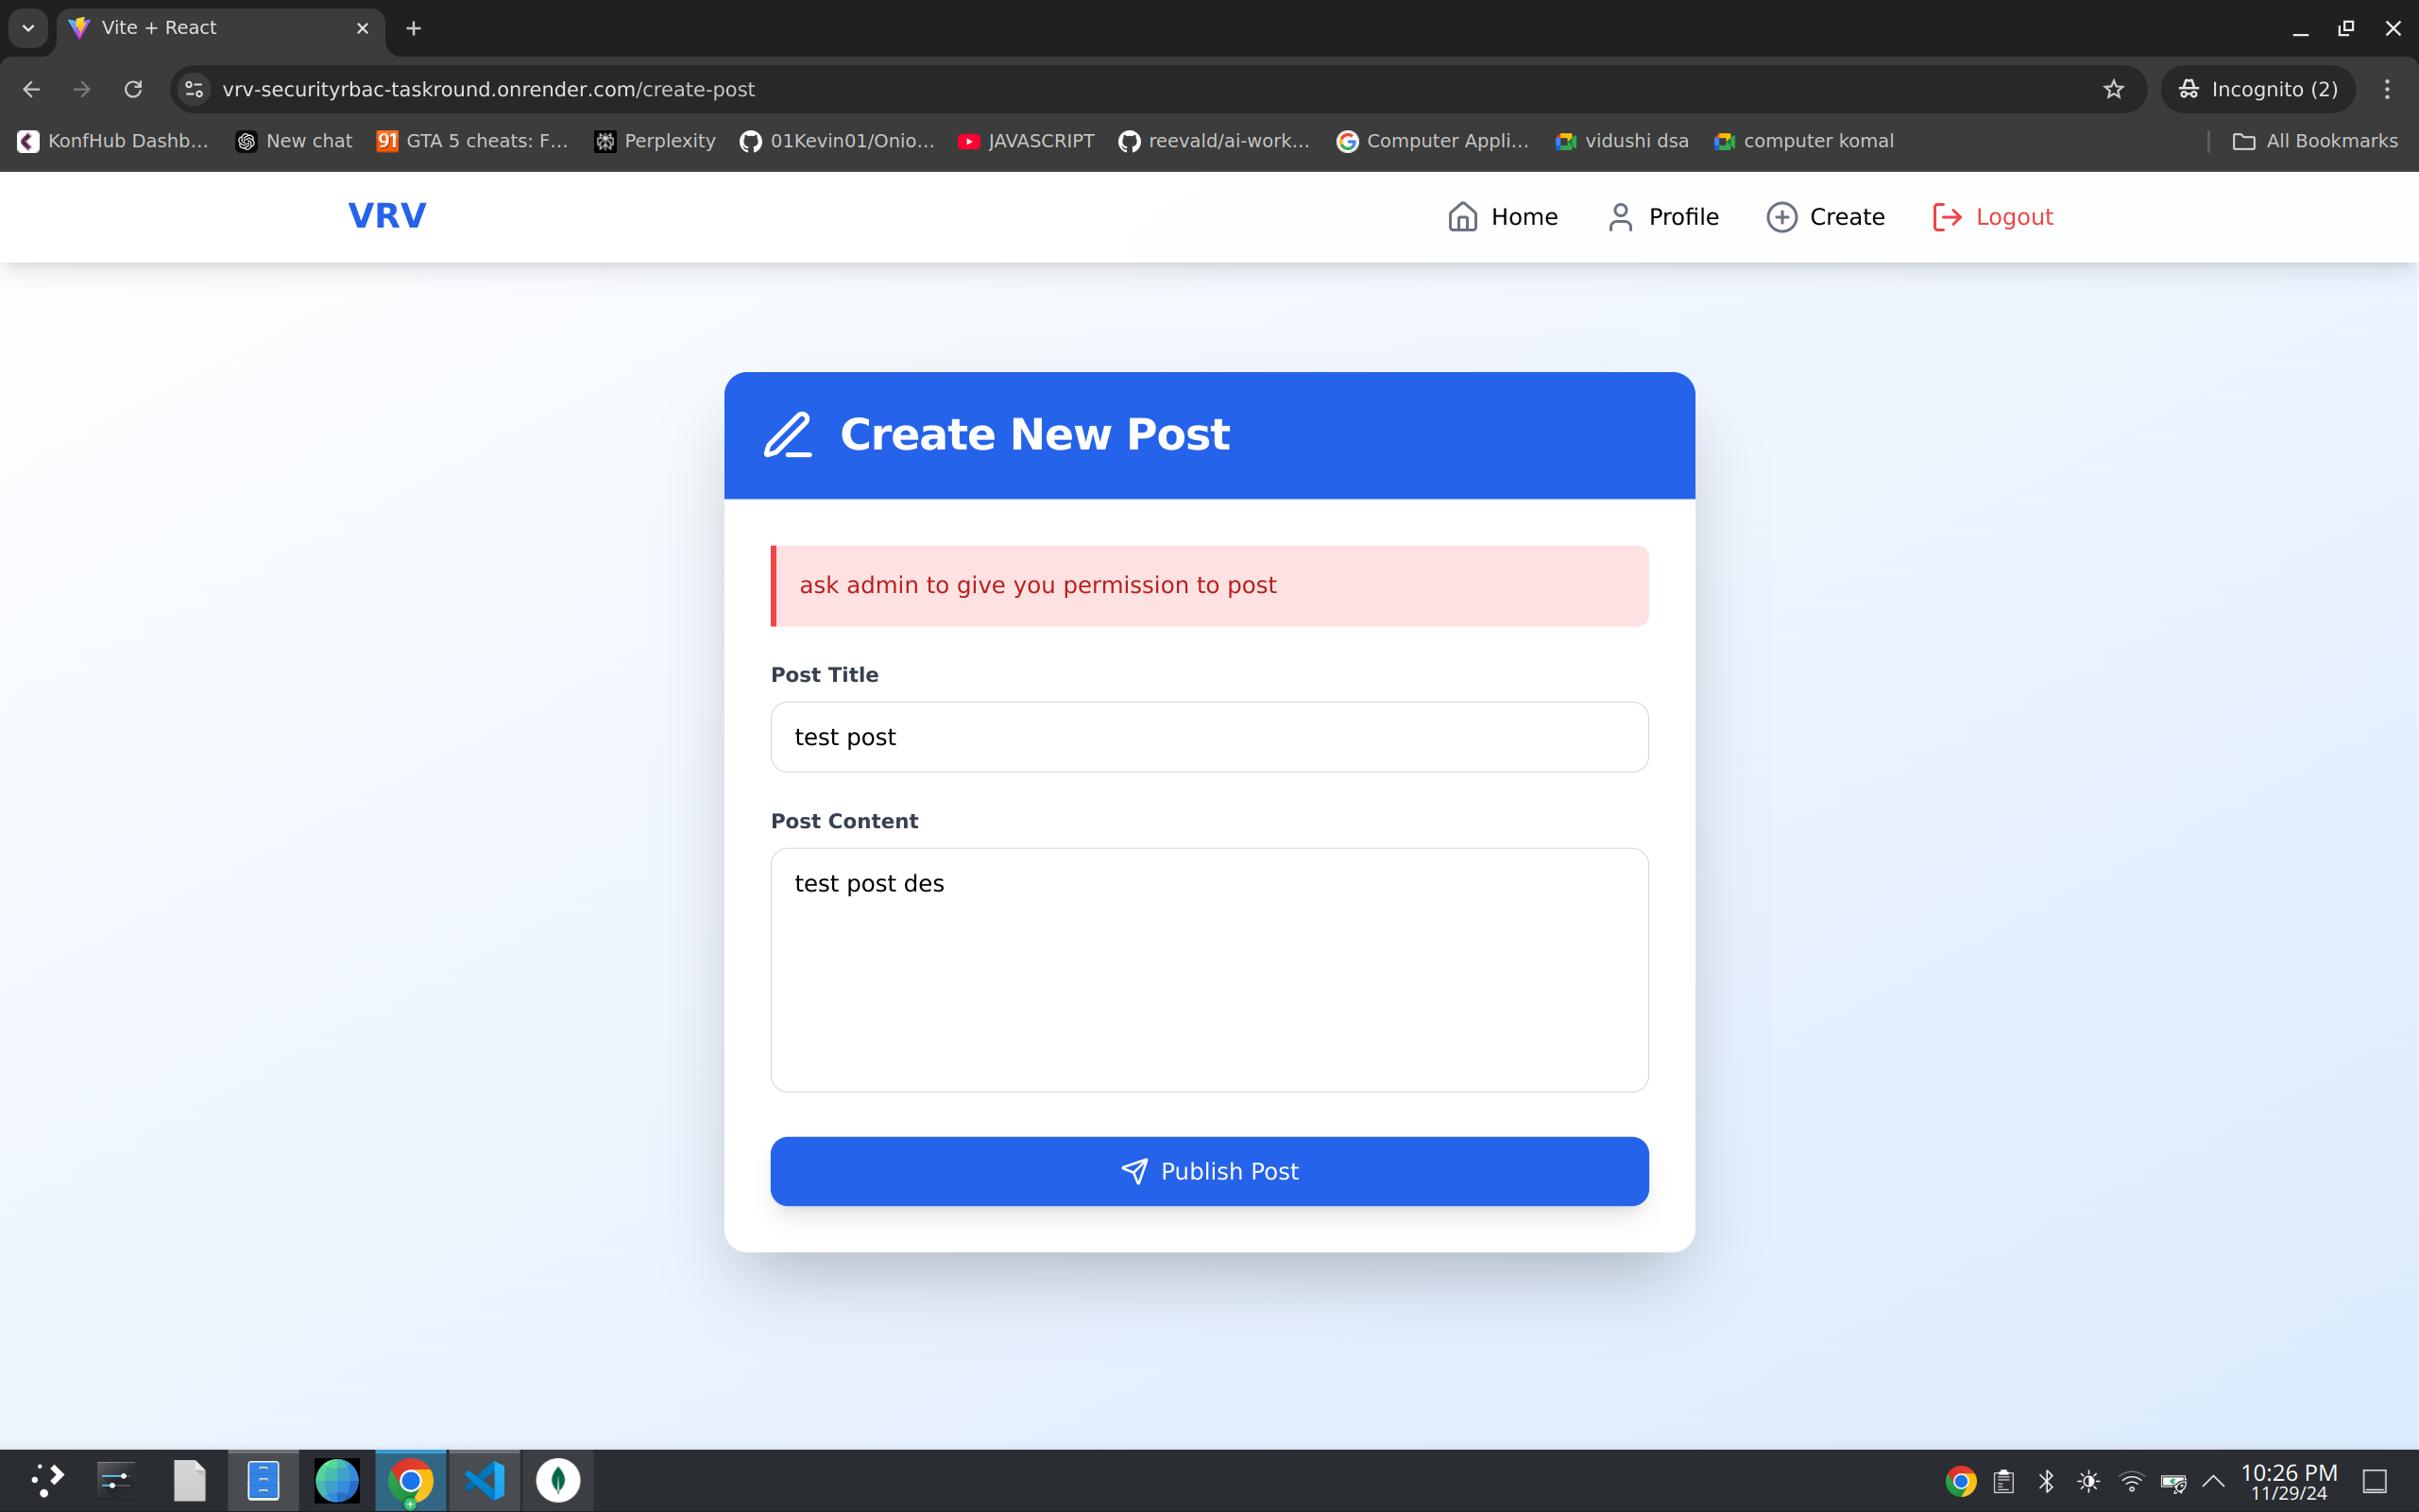 Vite + React
vrv-securityrbac-taskround.onrender.com/create-post
Incognito (2)
KonfHub Dashb...
New chat
91
GTA 5 cheats: F...
Perplexity
01Kevin01/Onio...
JAVASCRIPT
reevald/ai-work...
Computer Appli...
vidushi dsa
computer komal
All Bookmarks
VRV
Home
Profile
Create
Logout
Create New Post
ask admin to give you permission to post
Post Title
test post
Post Content
test post des
Publish Post
10:26 PM
11/29/24